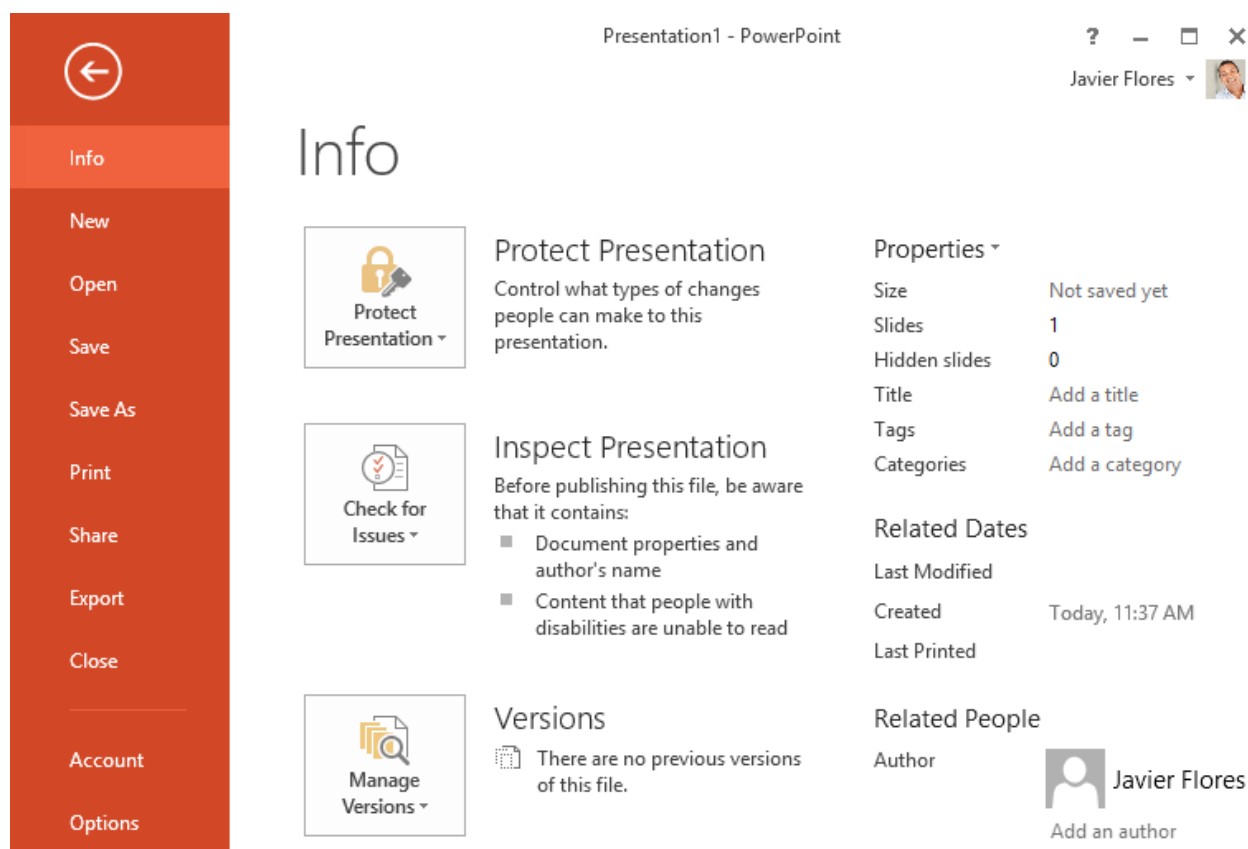 Presentation1 - PowerPoint
?
Javier Flores
Info
New
Open
Save
Save As
Print
Share
Export
Close
Account
Options
Info
Protect
Presentation
Protect Presentation
Control what types of changes
people can make to this
presentation.
Check for
Issues
Inspect Presentation
Before publishing this file, be aware
that it contains:
Document properties and
author's name
Content that people with
disabilities are unable to read
Manage
Versions
Versions
There are no previous versions
of this file.
Properties
Size Not saved yet
Slides 1
Hidden slides 0
Title Add a title
Tags Add a tag
Categories Add a category
Related Dates
Last Modified
Created Today, 11:37 AM
Last Printed
Related People
Author Javier Flores
Add an author